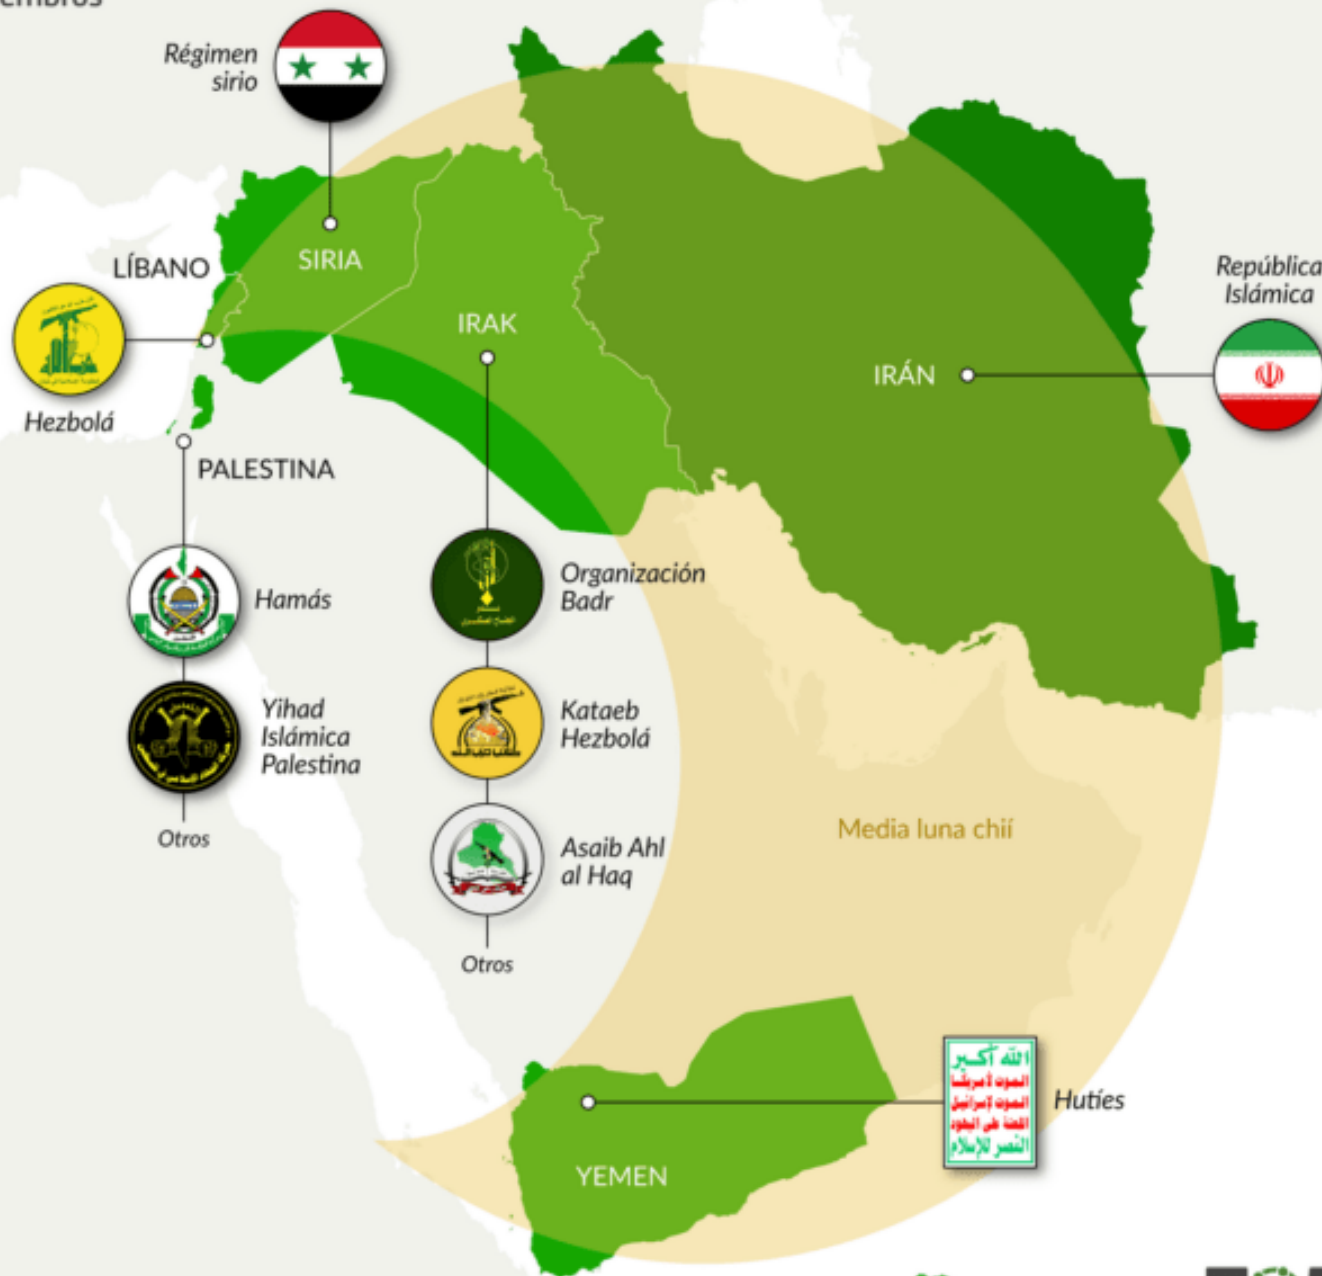 Régimen
sirio
LÍBANO
SIRIA
IRAK
IRÁN
República
Islámica
Hezbolá
PALESTINA
Hamás
Organización
Badr
Yihad
Islámica
Palestina
Kataeb
Hezbolá
Otros
Asaib Ahl
al Haq
Media luna chií
Otros
الله أكبر
الموت لأمريكا
الموت لإسرائيل
اللعنة على اليهود
النصر للإسلام
Hutíes
YEMEN